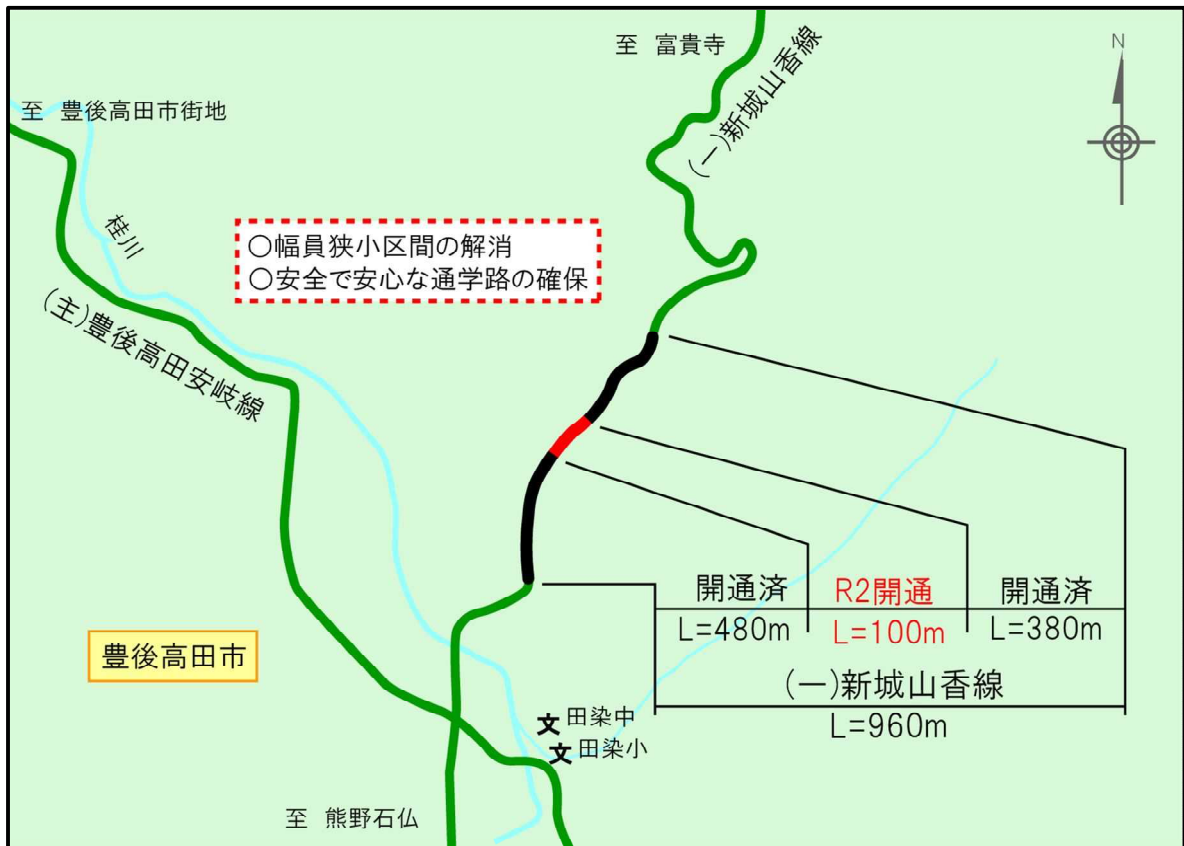 至 富貴寺
N
(一)新城山香線
至 豊後高田市街地
桂川
○幅員狭小区間の解消
○安全で安心な通学路の確保
(主)豊後高田安岐線
開通済
R2開通
開通済
L=480m
L=100m
L=380m
(一)新城山香線
L=960m
豊後高田市
文 田染中
文 田染小
至 熊野石仏